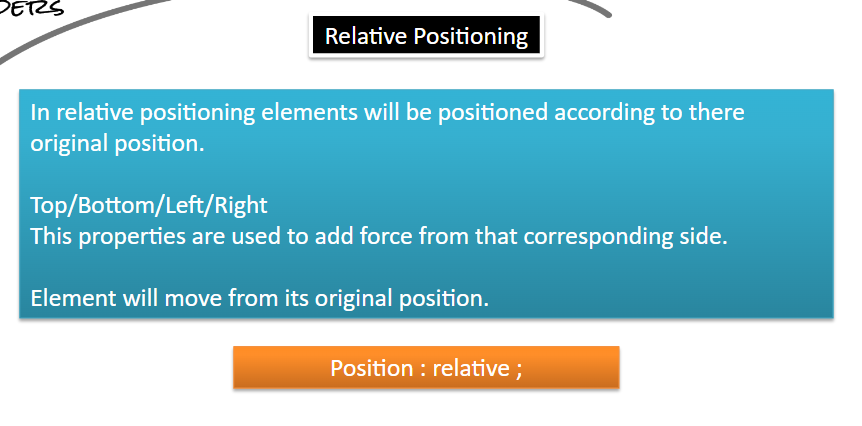 Relative Positioning
In relative positioning elements will be positioned according to there
original position.
Top/Bottom/Left/Right
This properties are used to add force from that corresponding side.
Element will move from its original position.
Position : relative ;